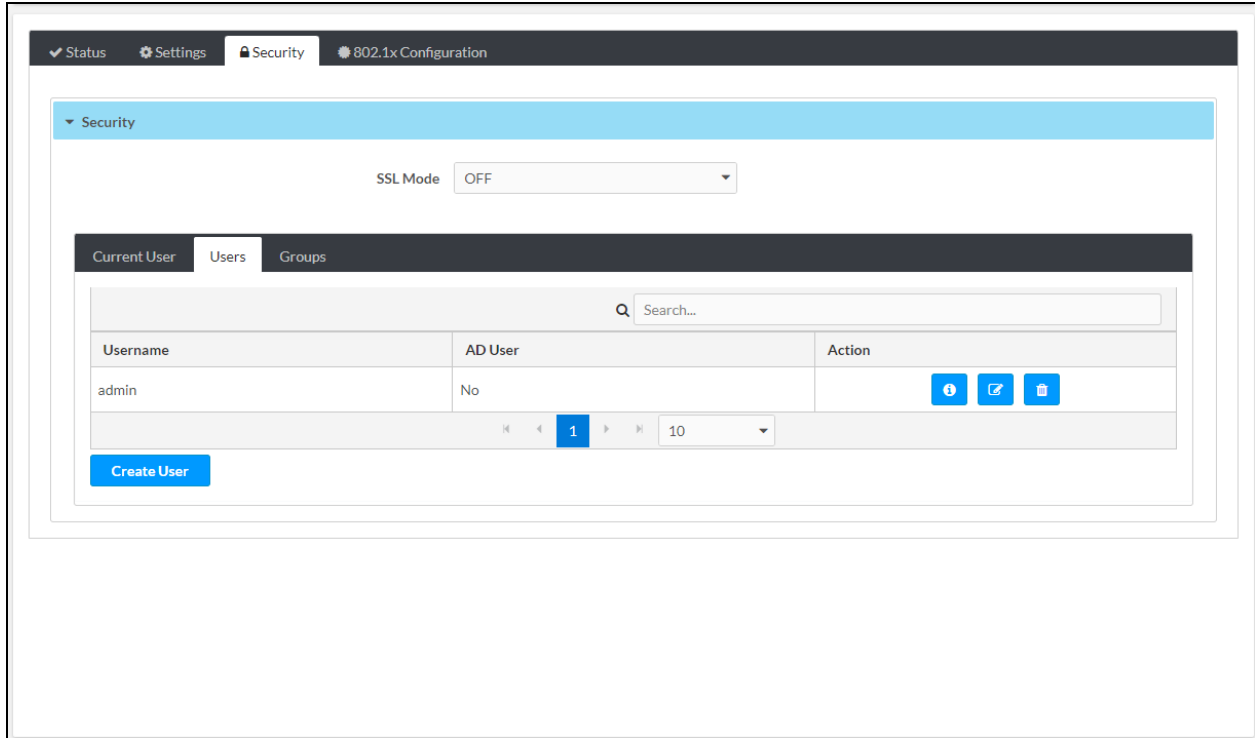 Status Settings Security 802.1x Configuration
Security
SSL Mode OFF
Current User Users Groups
Search...
Username AD User Action
admin No
1 10
Create User